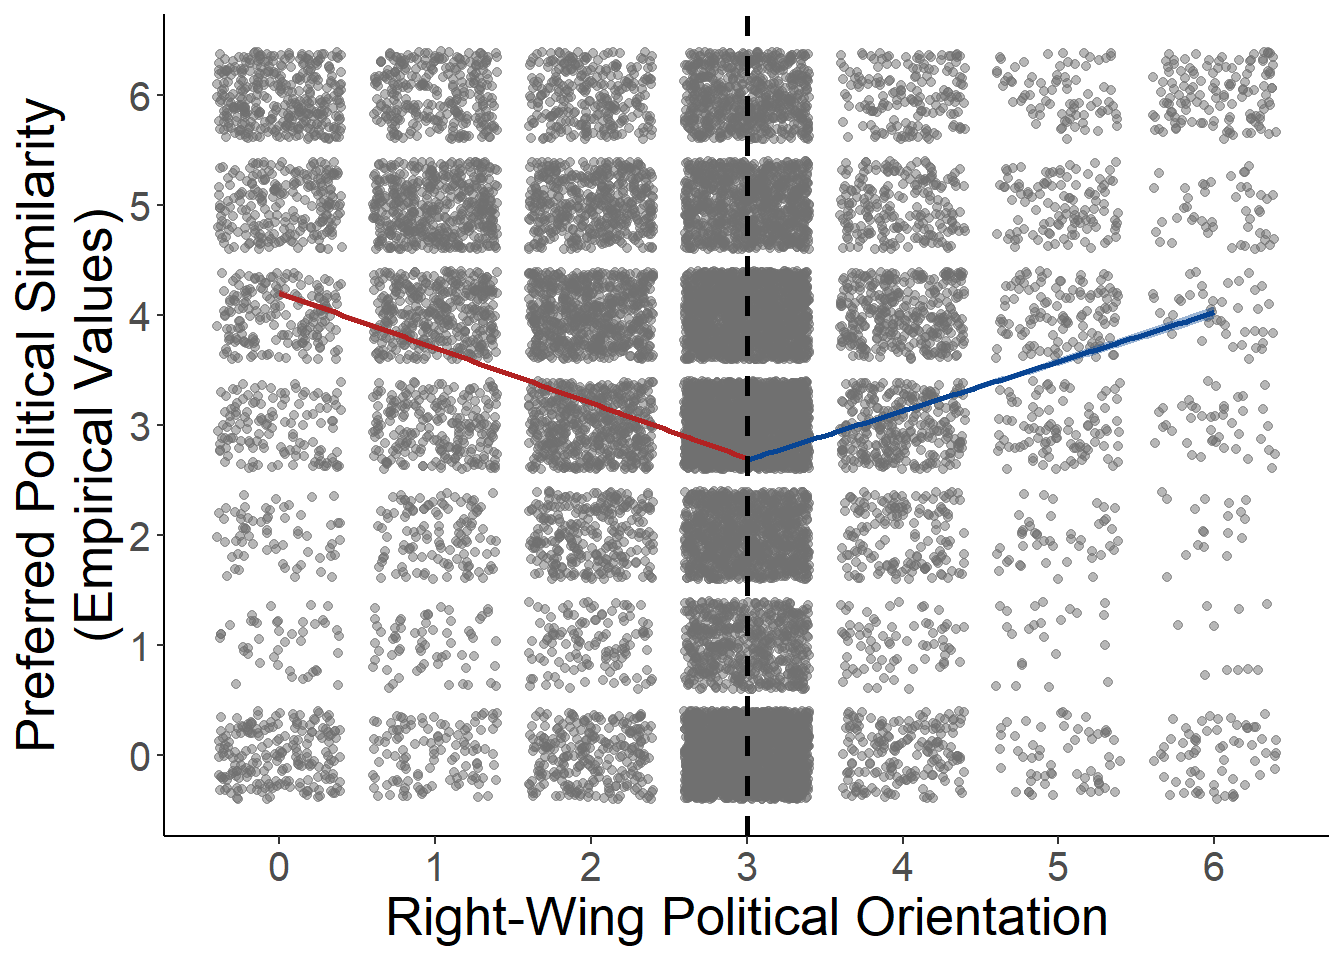 Preferred Political Similarity
(Empirical Values)
6
5
4
3
2
1
0
0 1 2 3 4 5 6
Right-Wing Political Orientation